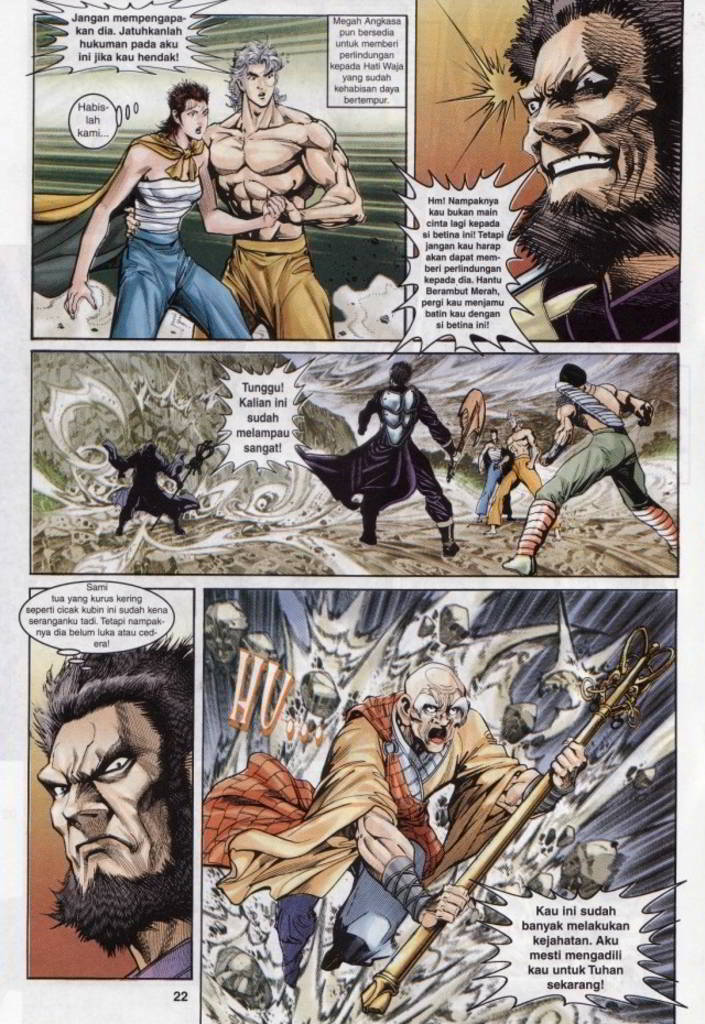 Jangan mempengapa-
kan dia. Jatuhkanlah
hukuman pada aku
ini jika kau hendak!
Megah Angkasa
pun bersedia
untuk memberi
perlindungan
kepada Hati Waja
yang sudah
kehabisan daya
bertempur.
Habis-
lah
kami...
Hm! Nampaknya
kau bukan main
cinta lagi kepada
si betina ini! Tetapi
jangan kau harap
akan dapat mem-
beri perlindungan
kepada dia. Hantu
Berambut Merah,
pergi kau menjamu
batin kau dengan
si betina ini!
Tunggu!
Kalian ini
sudah
melampau
sangat!
Sami
tua yang kurus kering
seperti cicak kubin ini sudah kena
seranganku tadi. Tetapi nampak-
nya dia belum luka atau ced-
era!
HU...
Kau ini sudah
banyak melakukan
kejahatan. Aku
mesti mengadili
kau untuk Tuhan
sekarang!
22